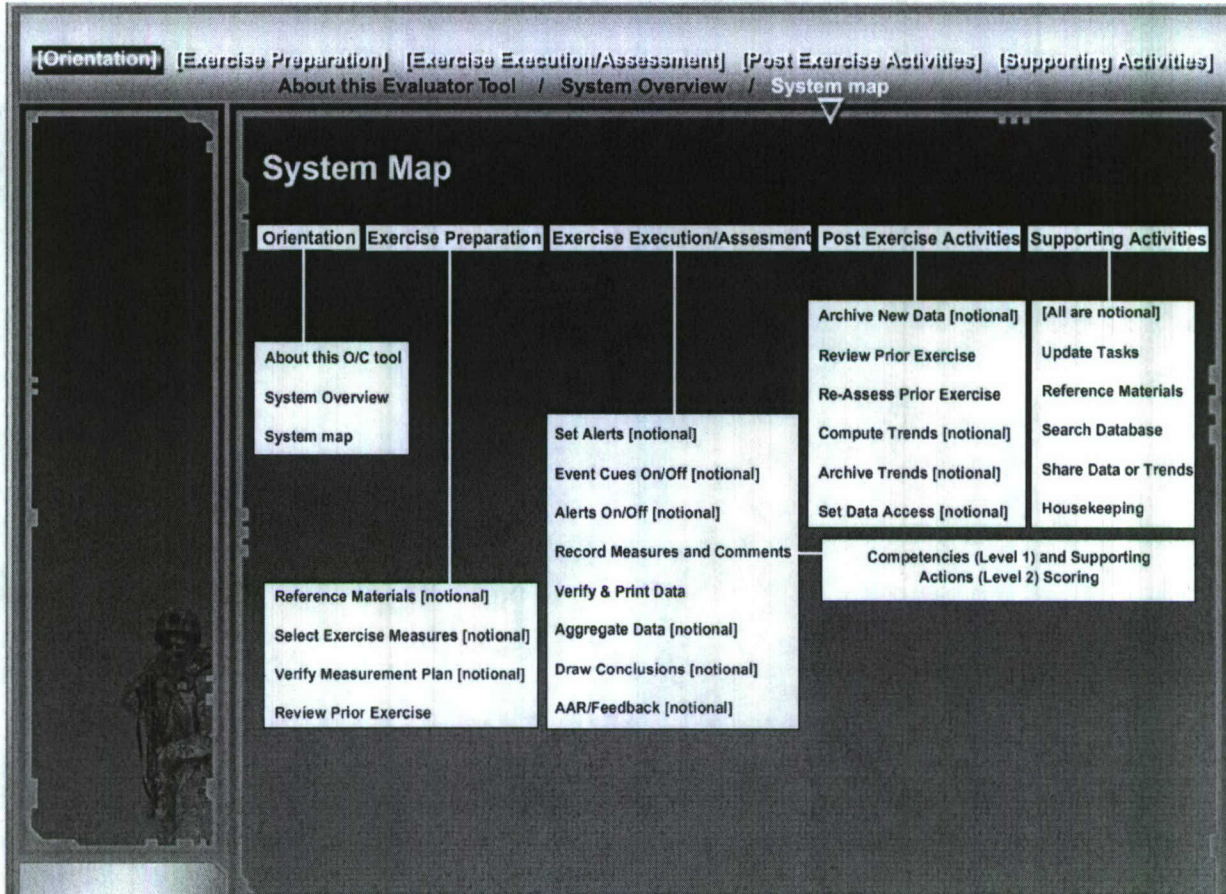 [Orientation] [Exercise Preparation] [Exercise Execution/Assessment] [Post Exercise Activities] [Supporting Activities]
About this Evaluator Tool / System Overview / System map
System Map
Orientation
Exercise Preparation
Exercise Execution/Assesment
Post Exercise Activities
Supporting Activities
About this O/C tool
System Overview
System map
Reference Materials [notional]
Select Exercise Measures [notional]
Verify Measurement Plan [notional]
Review Prior Exercise
Set Alerts [notional]
Event Cues On/Off [notional]
Alerts On/Off [notional]
Record Measures and Comments
Verify & Print Data
Aggregate Data [notional]
Draw Conclusions [notional]
AAR/Feedback [notional]
Competencies (Level 1) and Supporting
Actions (Level 2) Scoring
Archive New Data [notional]
Review Prior Exercise
Re-Assess Prior Exercise
Compute Trends [notional]
Archive Trends [notional]
Set Data Access [notional]
[All are notional]
Update Tasks
Reference Materials
Search Database
Share Data or Trends
Housekeeping